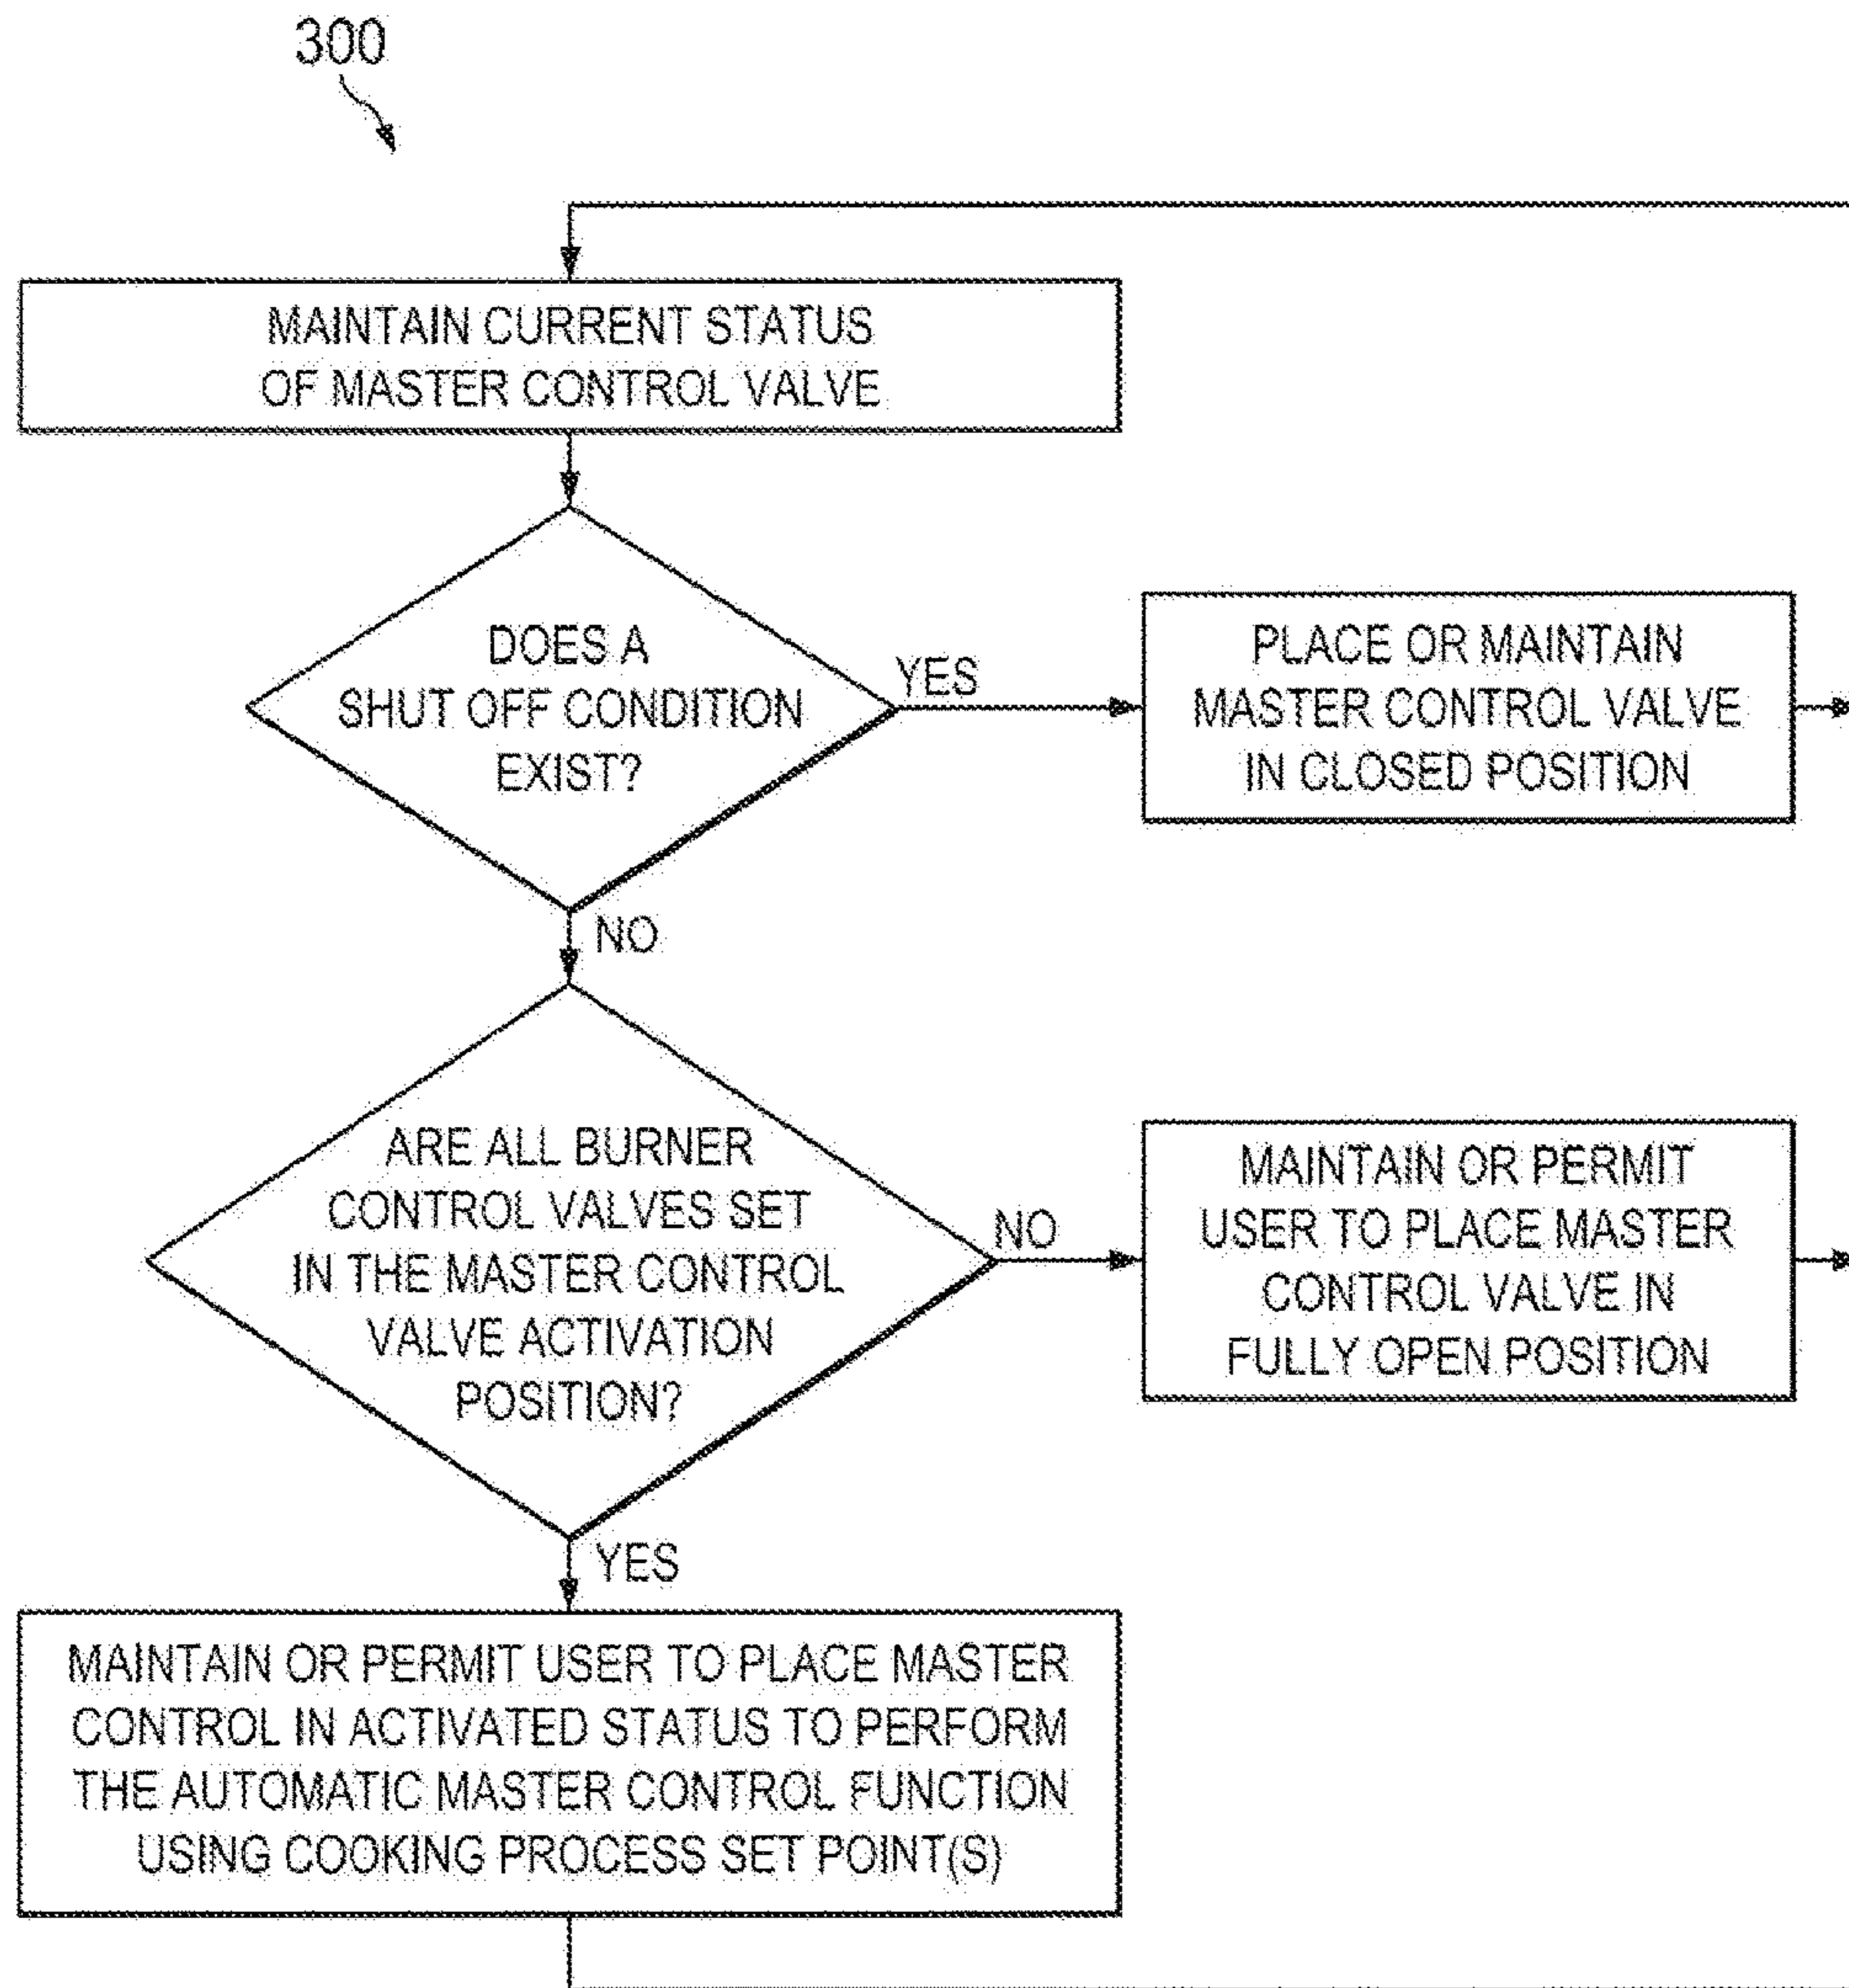 300
MAINTAIN CURRENT STATUS
OF MASTER CONTROL VALVE
DOES A
SHUT OFF CONDITION
EXIST?
YES
PLACE OR MAINTAIN
MASTER CONTROL VALVE
IN CLOSED POSITION
NO
ARE ALL BURNER
CONTROL VALVES SET
IN THE MASTER CONTROL
VALVE ACTIVATION
POSITION?
NO
MAINTAIN OR PERMIT
USER TO PLACE MASTER
CONTROL VALVE IN
FULLY OPEN POSITION
YES
MAINTAIN OR PERMIT USER TO PLACE MASTER
CONTROL IN ACTIVATED STATUS TO PERFORM
THE AUTOMATIC MASTER CONTROL FUNCTION
USING COOKING PROCESS SET POINT(S)